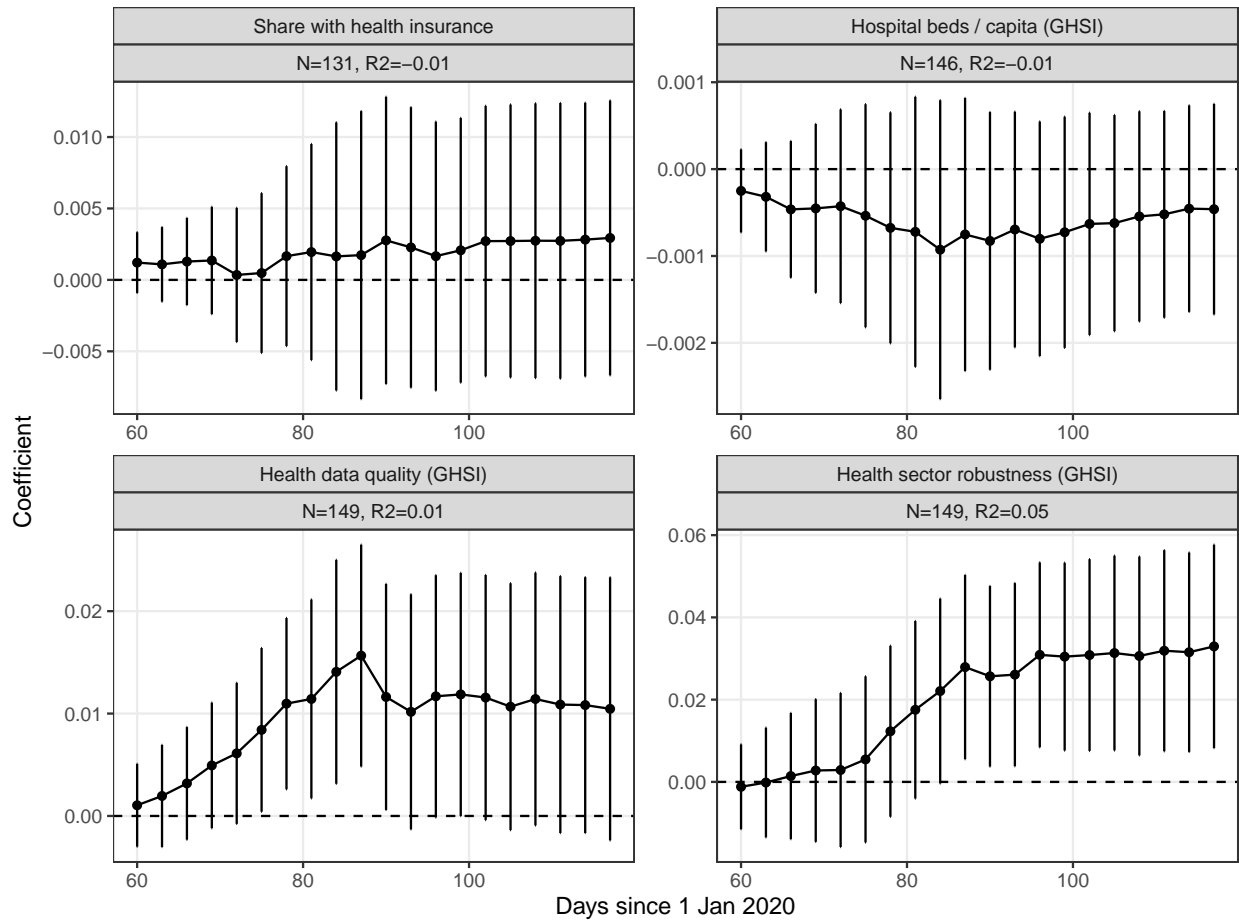 Share with health insurance
N=131, R2=−0.01
0.010
0.005
0.000
−0.005
60 80 100
Hospital beds / capita (GHSI)
N=146, R2=−0.01
0.001
0.000
−0.001
−0.002
60 80 100
Health data quality (GHSI)
N=149, R2=0.01
0.02
0.01
0.00
60 80 100
Health sector robustness (GHSI)
N=149, R2=0.05
0.06
0.04
0.02
0.00
60 80 100
Coefficient
Days since 1 Jan 2020